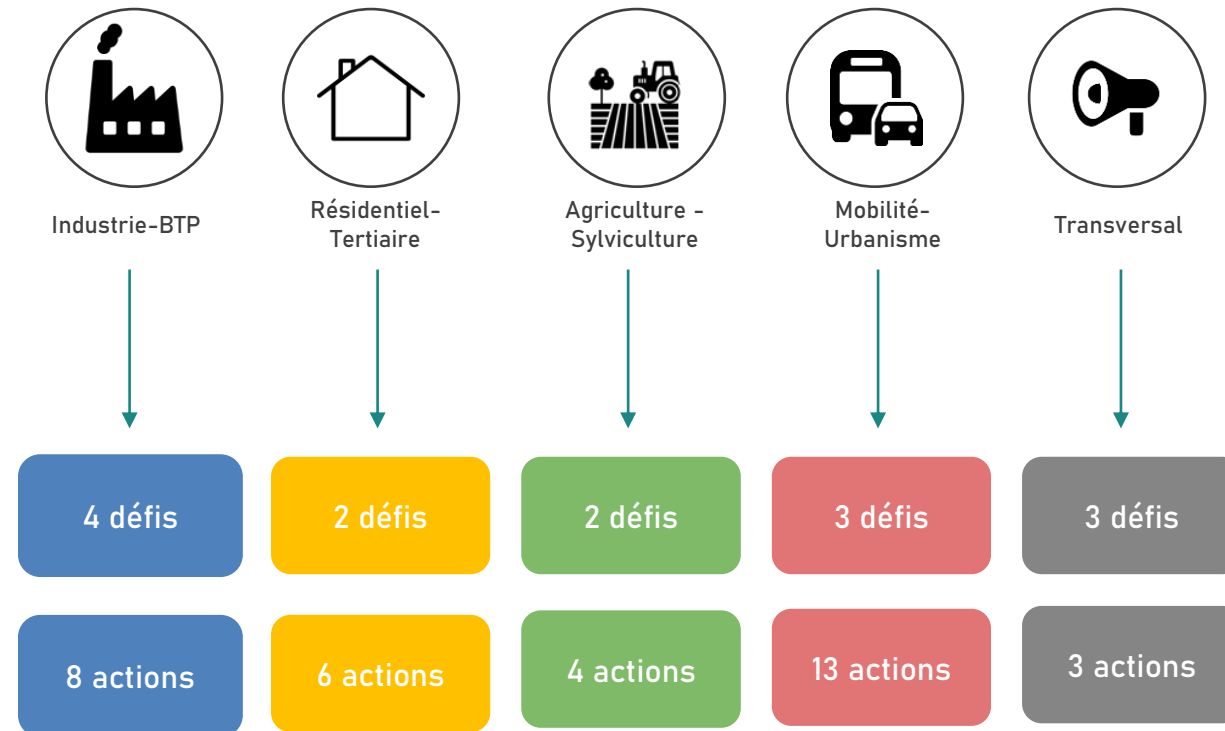 Industrie-BTP
Résidentiel-
Tertiaire
Agriculture -
Sylviculture
Mobilité-
Urbanisme
Transversal
4 défis
2 défis
2 défis
3 défis
3 défis
8 actions
6 actions
4 actions
13 actions
3 actions